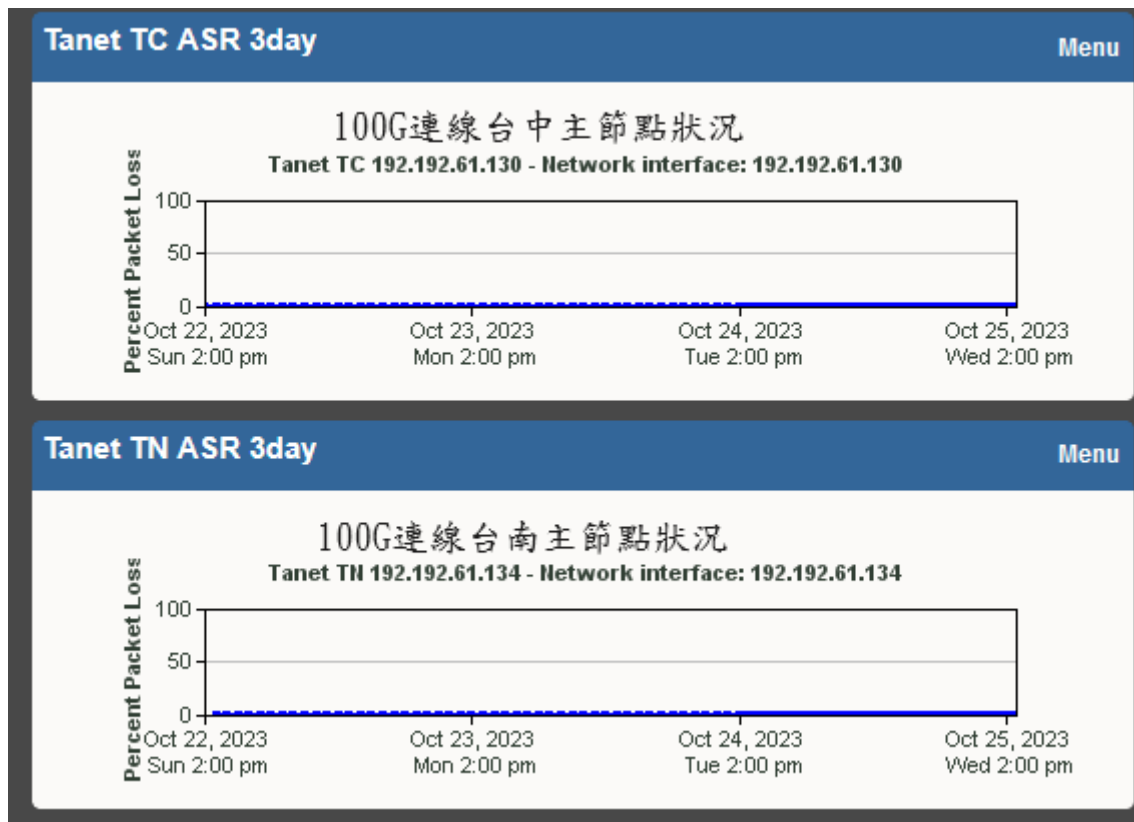 Tanet TC ASR 3day
Menu
100G連線台中主節點狀況
Tanet TC 192.192.61.130 - Network interface: 192.192.61.130
Percent Packet Loss
100
50
0
Oct 22, 2023 Oct 23, 2023 Oct 24, 2023 Oct 25, 2023
Sun 2:00 pm Mon 2:00 pm Tue 2:00 pm Wed 2:00 pm
Tanet TN ASR 3day
Menu
100G連線台南主節點狀況
Tanet TN 192.192.61.134 - Network interface: 192.192.61.134
Percent Packet Loss
100
50
0
Oct 22, 2023 Oct 23, 2023 Oct 24, 2023 Oct 25, 2023
Sun 2:00 pm Mon 2:00 pm Tue 2:00 pm Wed 2:00 pm